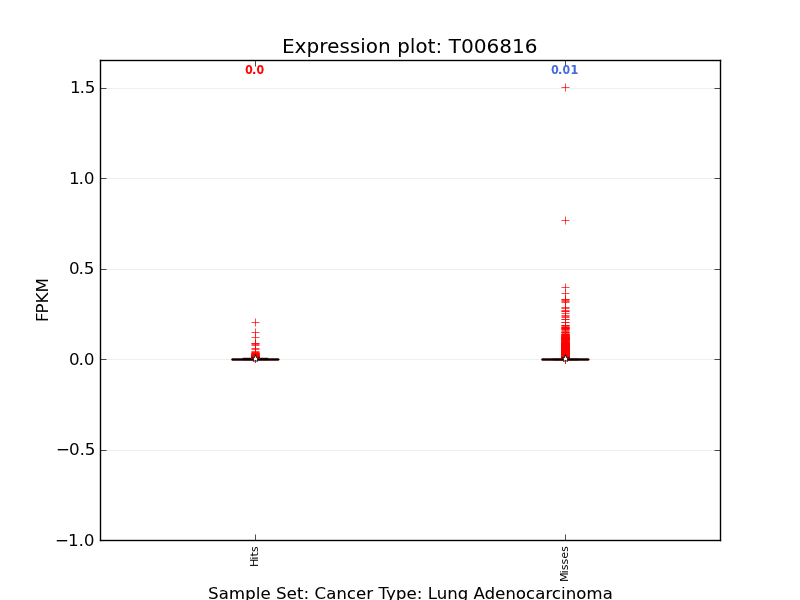 Expression plot: T006816
0.0
0.01
1.5
1.0
0.5
0.0
−0.5
−1.0
FPKM
Hits
Misses
Sample Set: Cancer Type: Lung Adenocarcinoma